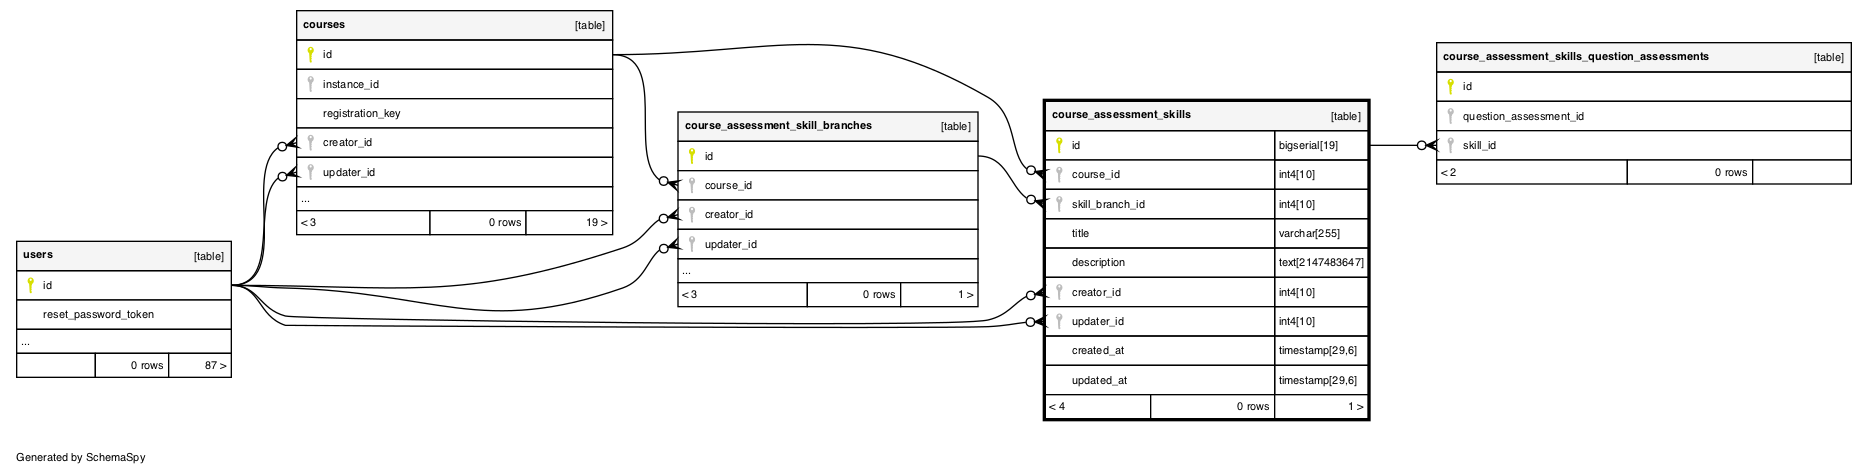 courses [table]
id
instance_id
registration_key
creator_id
updater_id
...
< 3 0 rows 19 >
users [table]
id
reset_password_token
...
0 rows 87 >
course_assessment_skill_branches [table]
id
course_id
creator_id
updater_id
...
< 3 0 rows 1 >
course_assessment_skills [table]
id bigserial[19]
course_id int4[10]
skill_branch_id int4[10]
title varchar[255]
description text[2147483647]
creator_id int4[10]
updater_id int4[10]
created_at timestamp[29,6]
updated_at timestamp[29,6]
< 4 0 rows 1 >
course_assessment_skills_question_assessments [table]
id
question_assessment_id
skill_id
< 2 0 rows
Generated by SchemaSpy